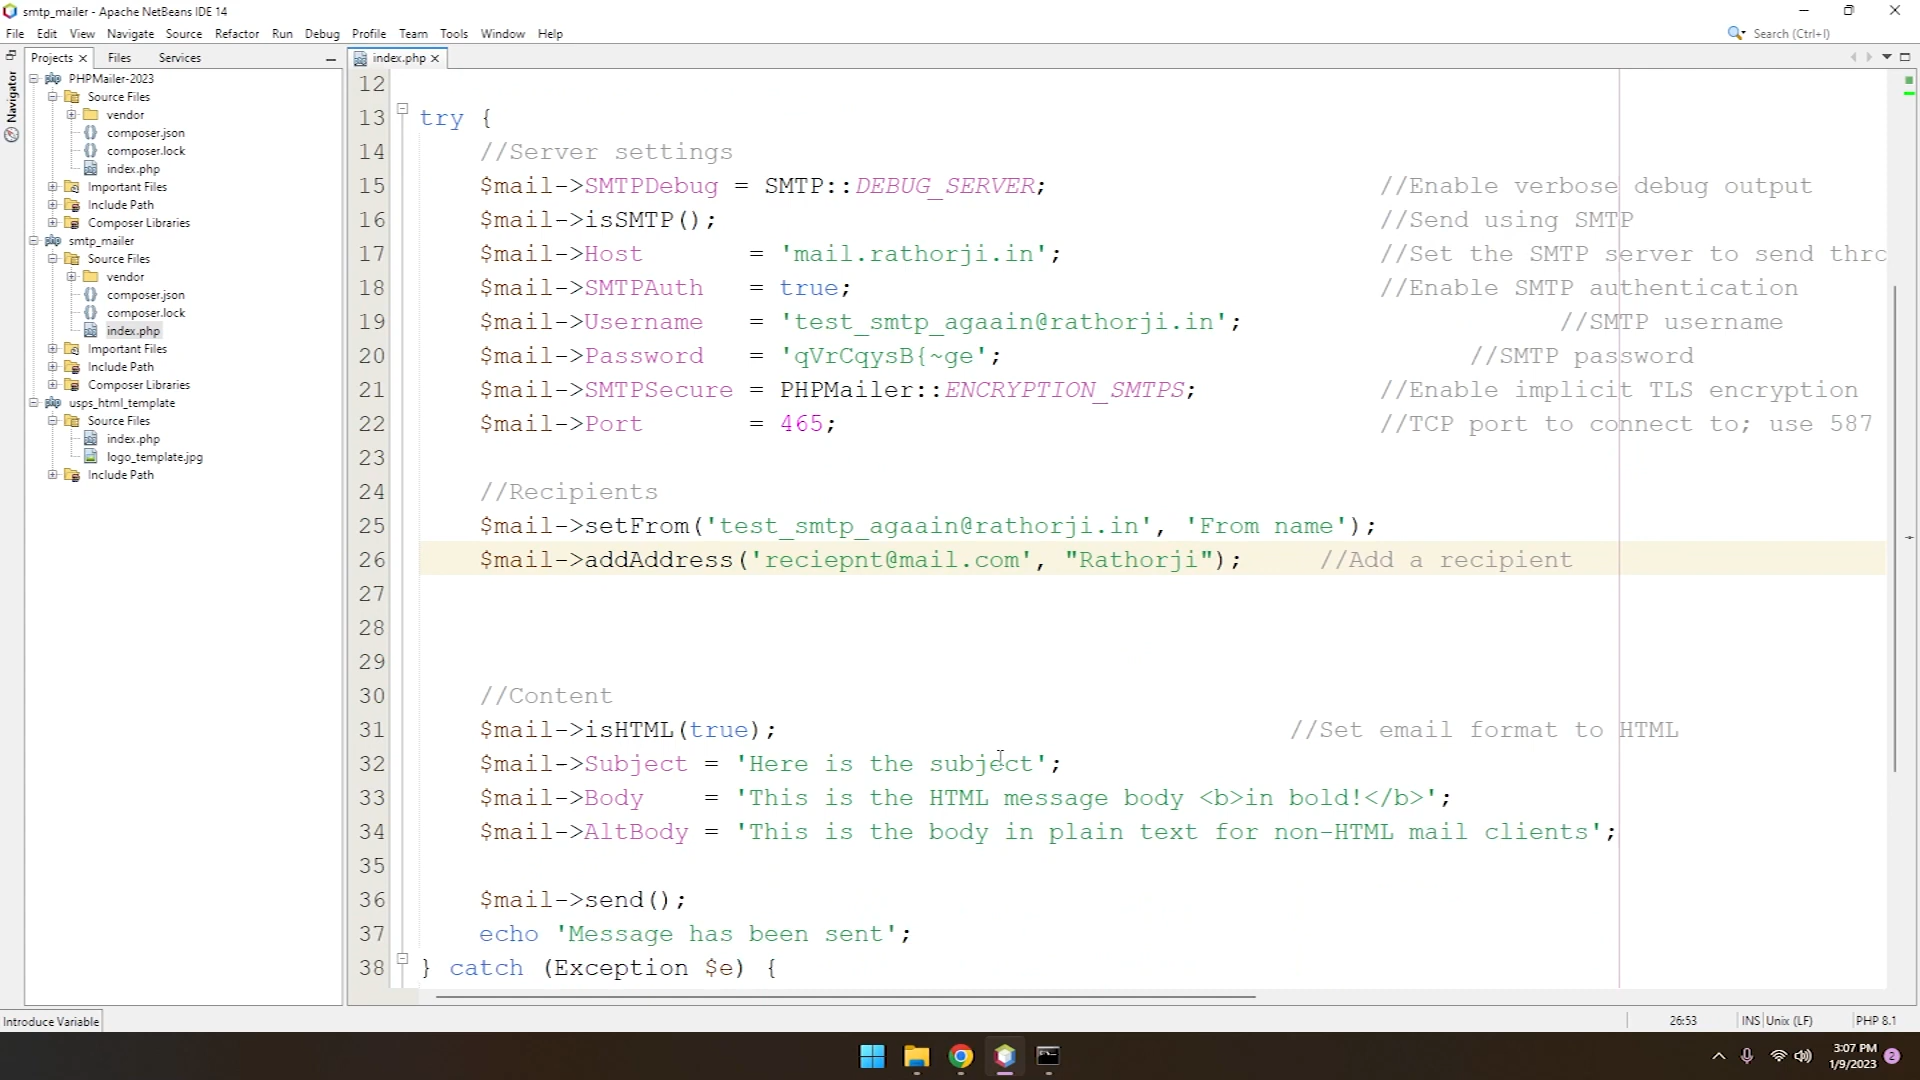 smtp_mailer - Apache NetBeans IDE 14
File Edit View Navigate Source Refactor Run Debug Profile Team Tools Window Help
Search (Ctrl+I)
Projects Files Services
index.php
Navigator
PHPMailer-2023
Source Files
vendor
composer.json
composer.lock
index.php
Important Files
Include Path
Composer Libraries
smtp_mailer
Source Files
vendor
composer.json
composer.lock
index.php
Important Files
Include Path
Composer Libraries
usps_html_template
Source Files
index.php
logo_template.jpg
Include Path
12
13 try {
14 //Server settings
15 $mail->SMTPDebug = SMTP::DEBUG_SERVER; //Enable verbose debug output
16 $mail->isSMTP(); //Send using SMTP
17 $mail->Host = 'mail.rathorji.in'; //Set the SMTP server to send thro
18 $mail->SMTPAuth = true; //Enable SMTP authentication
19 $mail->Username = 'test_smtp_agaain@rathorji.in'; //SMTP username
20 $mail->Password = 'qVrCqysB{~ge'; //SMTP password
21 $mail->SMTPSecure = PHPMailer::ENCRYPTION_SMTPS; //Enable implicit TLS encryption
22 $mail->Port = 465; //TCP port to connect to; use 587
23
24 //Recipients
25 $mail->setFrom('test_smtp_agaain@rathorji.in', 'From name');
26 $mail->addAddress('reciepnt@mail.com', "Rathorji"); //Add a recipient
27
28
29
30 //Content
31 $mail->isHTML(true); //Set email format to HTML
32 $mail->Subject = 'Here is the subject';
33 $mail->Body = 'This is the HTML message body <b>in bold!</b>';
34 $mail->AltBody = 'This is the body in plain text for non-HTML mail clients';
35
36 $mail->send();
37 echo 'Message has been sent';
38 } catch (Exception $e) {
Introduce Variable
26:53 INS Unix (LF) PHP 8.1
3:07 PM
1/9/2023
2